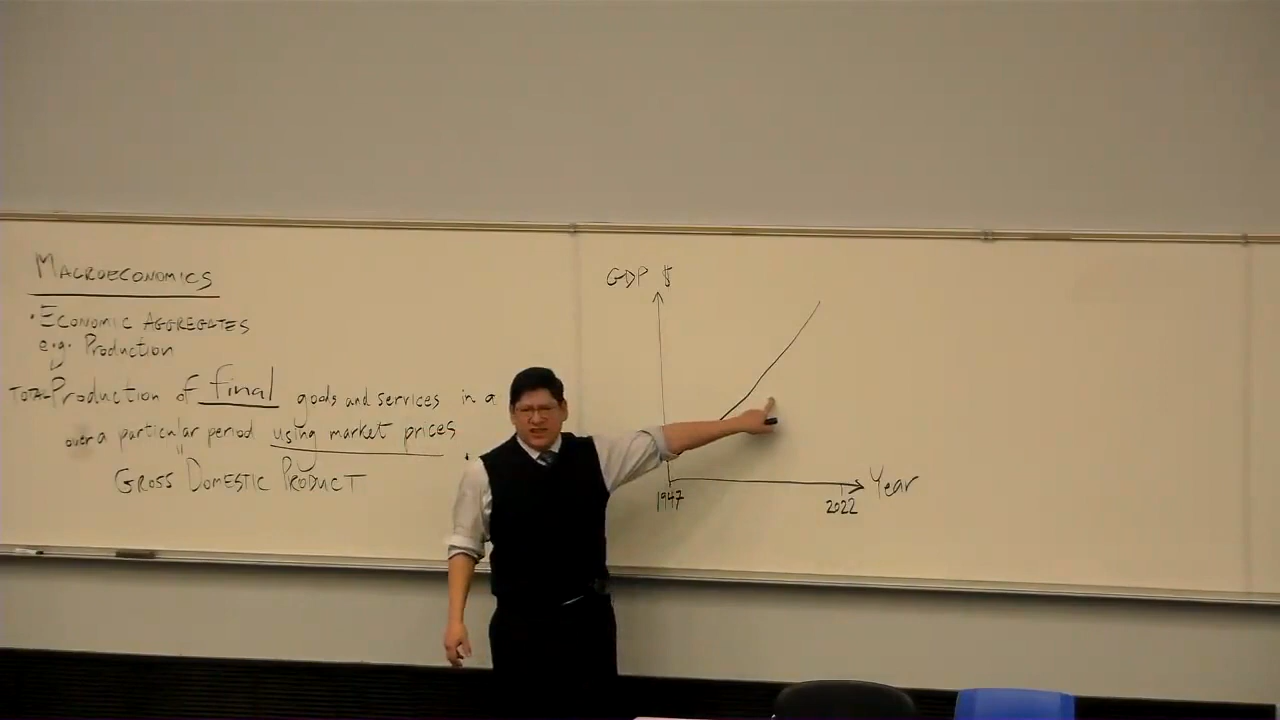 MACROECONOMICS
• ECONOMIC AGGREGATES
e.g. Production
TOTAL Production of final goods and services in a
over a particular period using market prices
GROSS DOMESTIC PRODUCT
GDP $
1947
2022
Year